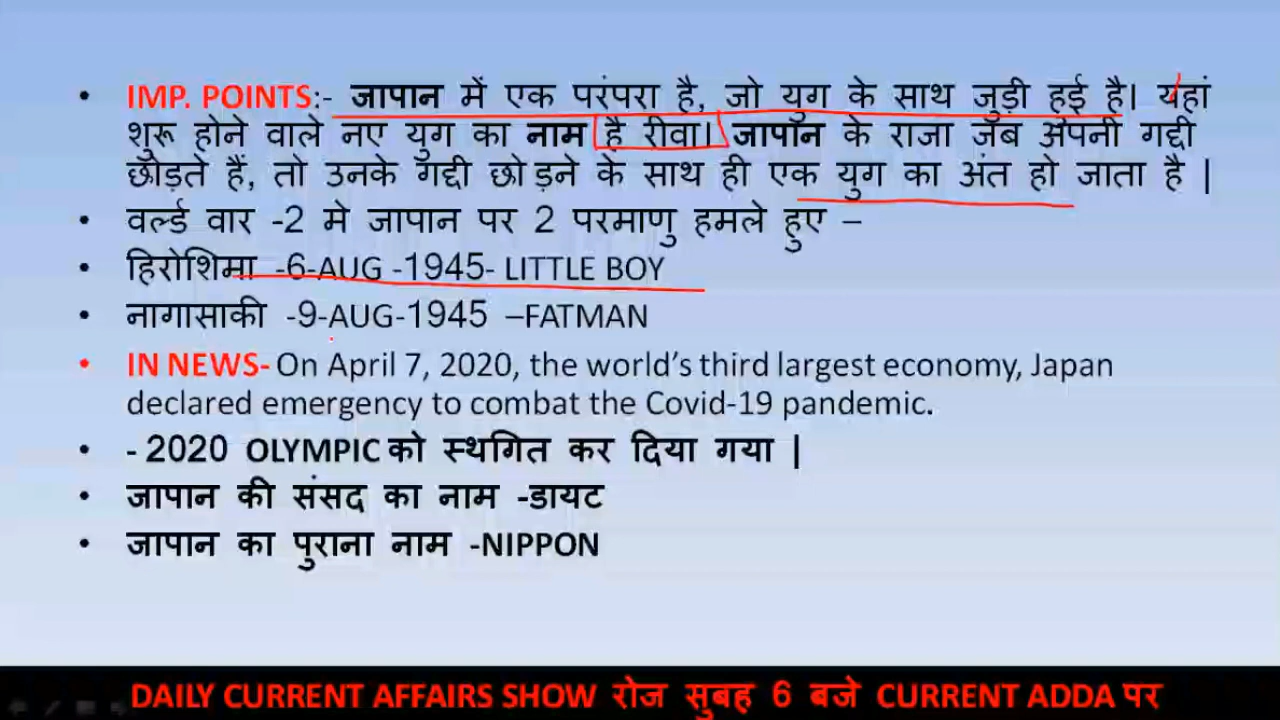 • IMP. POINTS:- जापान में एक परंपरा है, जो युग के साथ जुड़ी हुई है। यहां
शुरू होने वाले नए युग का नाम है रीवा। जापान के राजा जब अपनी गद्दी
छोड़ते हैं, तो उनके गद्दी छोड़ने के साथ ही एक युग का अंत हो जाता है |
• वर्ल्ड वार -2 मे जापान पर 2 परमाणु हमले हुए –
• हिरोशिमा -6-AUG -1945- LITTLE BOY
• नागासाकी -9-AUG-1945 –FATMAN
• IN NEWS- On April 7, 2020, the world’s third largest economy, Japan
declared emergency to combat the Covid-19 pandemic.
• - 2020 OLYMPIC को स्थगित कर दिया गया |
• जापान की संसद का नाम -डायट
• जापान का पुराना नाम -NIPPON
DAILY CURRENT AFFAIRS SHOW रोज सुबह 6 बजे CURRENT ADDA पर